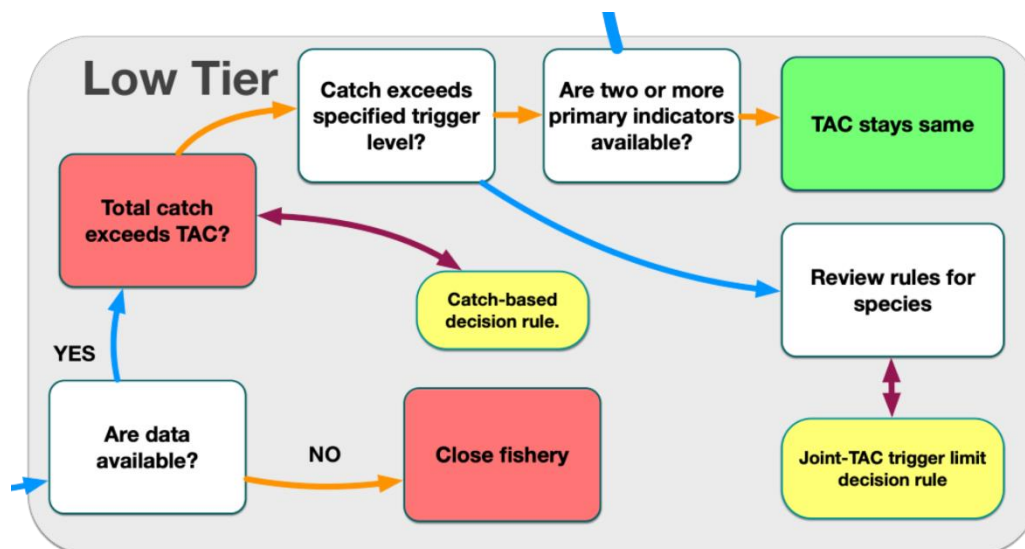 Low Tier
Catch exceeds
specified trigger
level?
Are two or more
primary indicators
available?
TAC stays same
Total catch
exceeds TAC?
Review rules for
species
Catch-based
decision rule.
YES
Are data
available?
NO
Close fishery
Joint-TAC trigger limit
decision rule